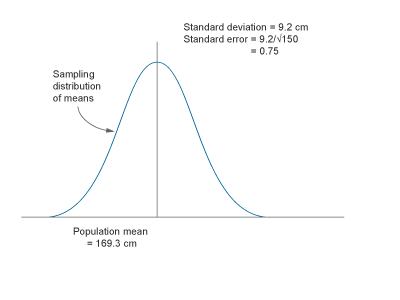 Standard deviation = 9.2 cm
Standard error = 9.2/√150
= 0.75
Sampling
distribution
of means
Population mean
= 169.3 cm